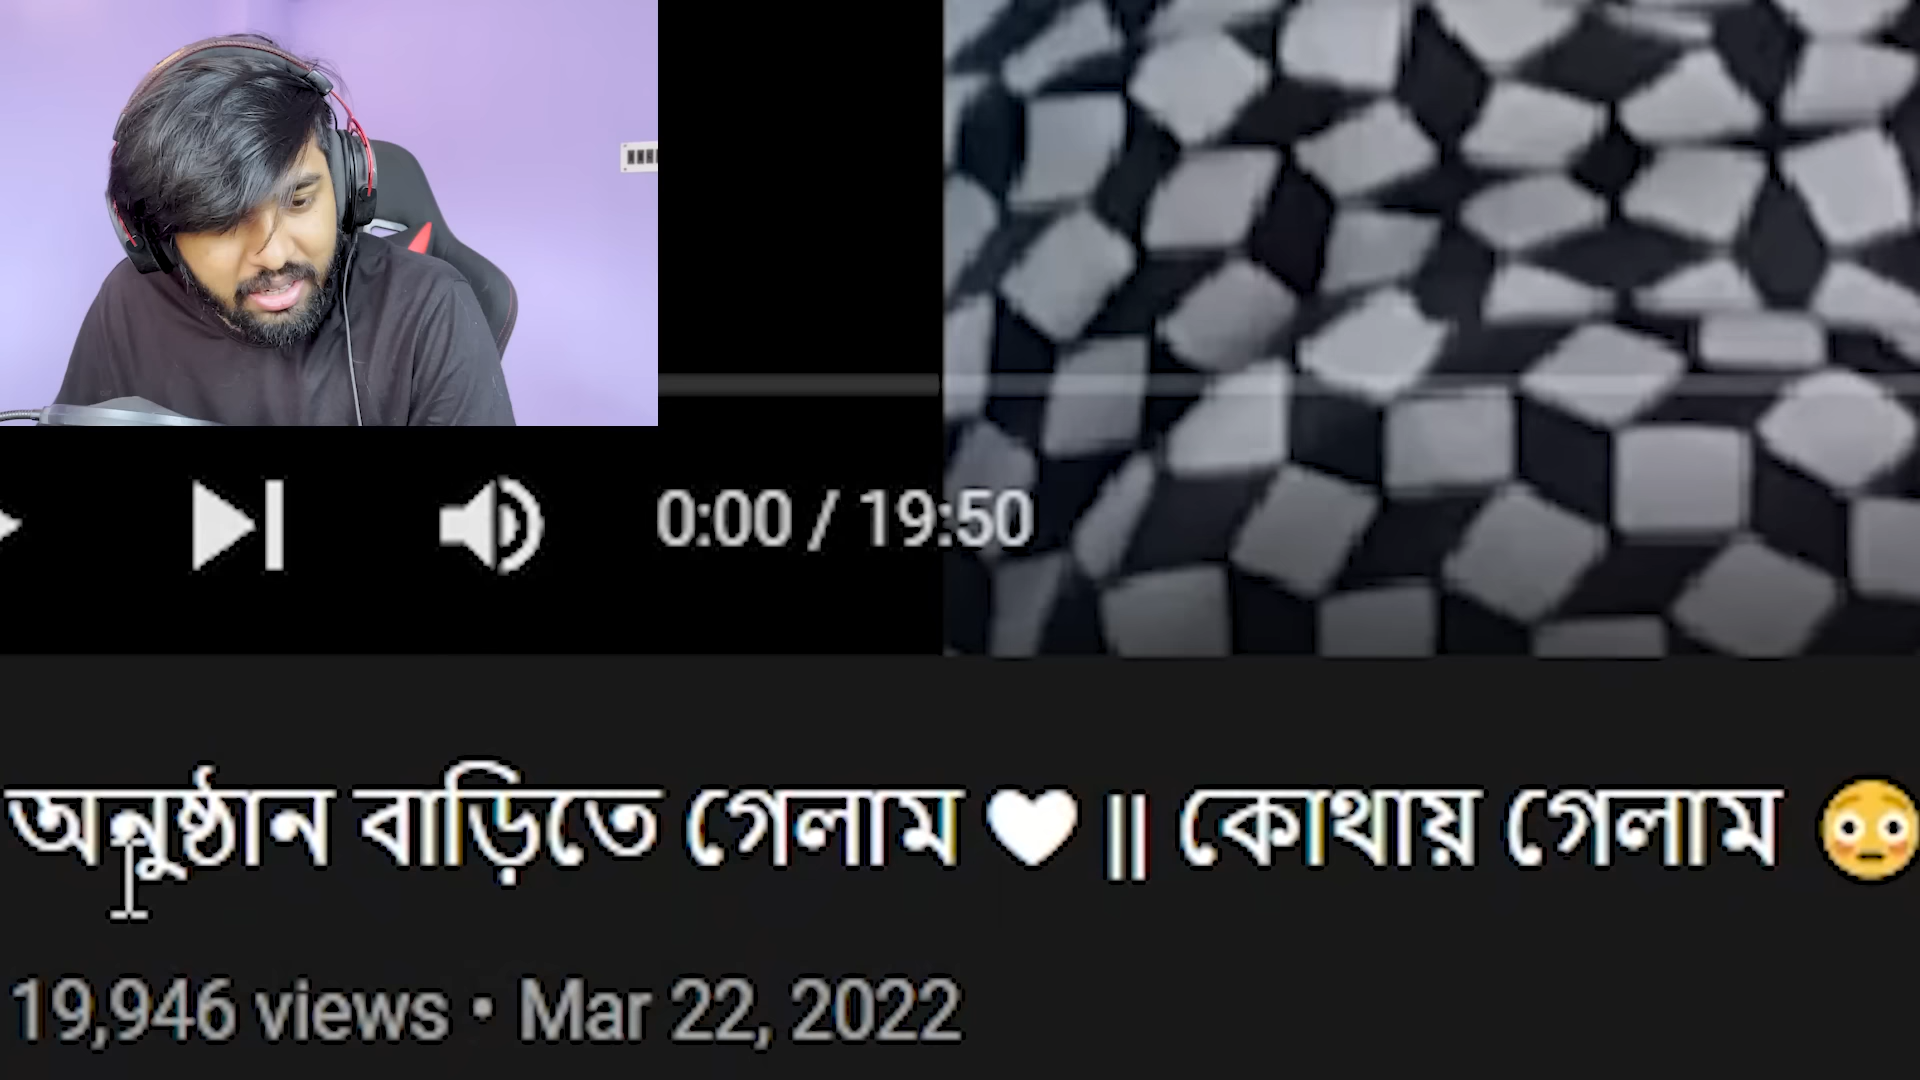 0:00 / 19:50
অনুষ্ঠান বাড়িতে গেলাম 🤍 || কোথায় গেলাম 😳
19,946 views • Mar 22, 2022